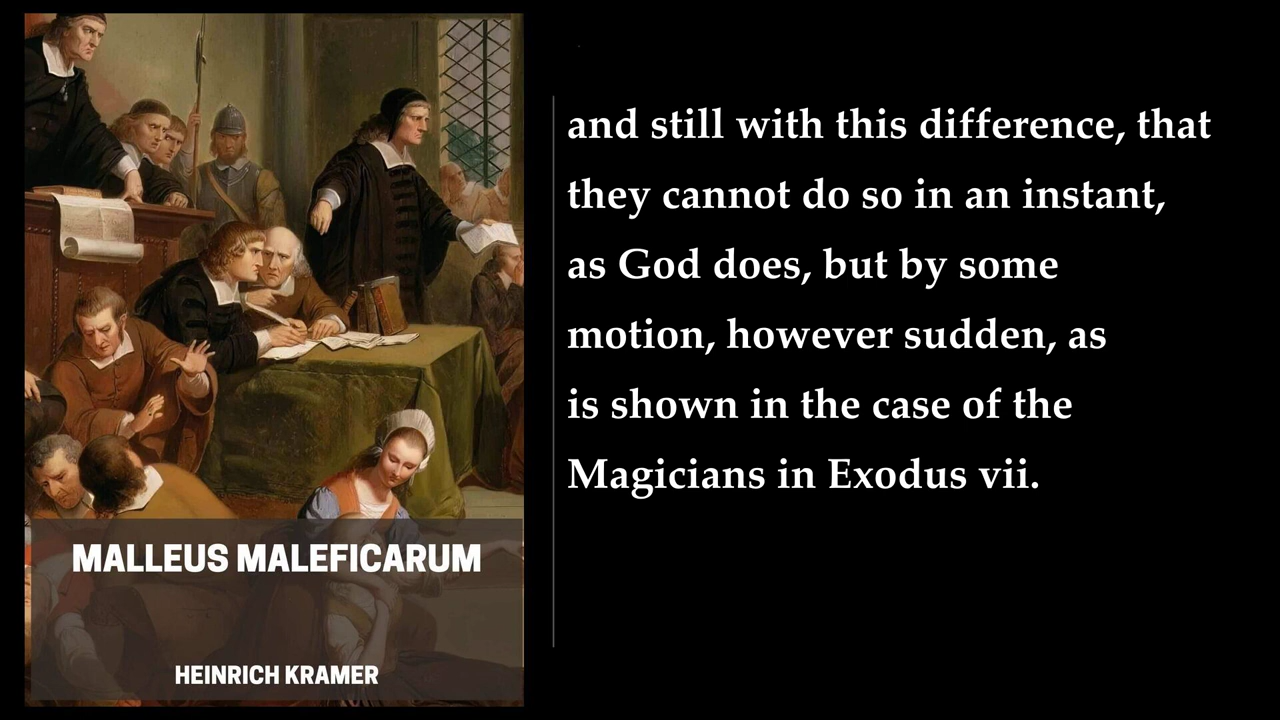 MALLEUS MALEFICARUM
HEINRICH KRAMER
and still with this difference, that
they cannot do so in an instant,
as God does, but by some
motion, however sudden, as
is shown in the case of the
Magicians in Exodus vii.